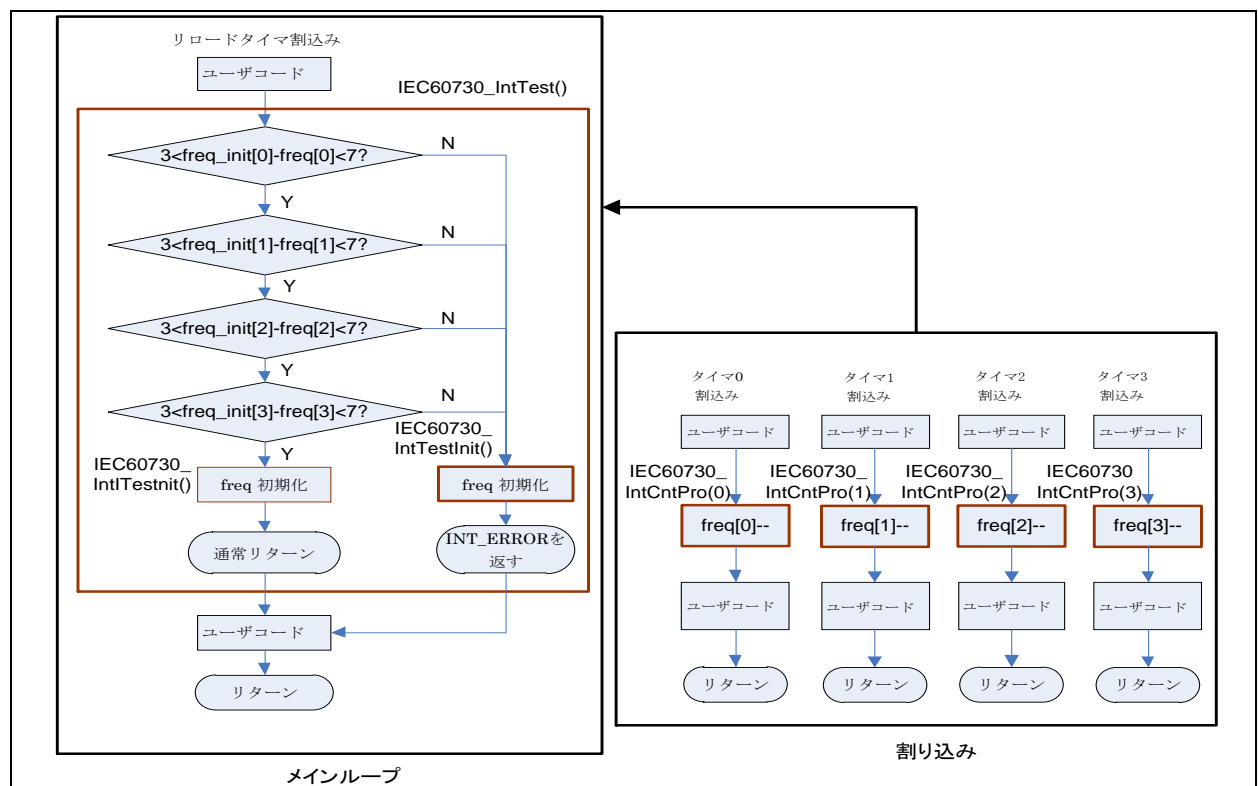 リロードタイマ割込み
ユーザコード
IEC60730_IntTest()
3<freq_init[0]-freq[0]<7?
N
Y
3<freq_init[1]-freq[1]<7?
N
Y
3<freq_init[2]-freq[2]<7?
N
Y
3<freq_init[3]-freq[3]<7?
N
Y
IEC60730_
IntTestInit()
IEC60730_
IntITestnit()
freq 初期化
freq 初期化
通常リターン
INT_ERRORを
返す
ユーザコード
リターン
メインループ
タイマ0
割込み
ユーザコード
IEC60730_
IntCntPro(0)
freq[0]--
ユーザコード
リターン
タイマ1
割込み
ユーザコード
IEC60730_
IntCntPro(1)
freq[1]--
ユーザコード
リターン
タイマ2
割込み
ユーザコード
IEC60730_
IntCntPro(2)
freq[2]--
ユーザコード
リターン
タイマ3
割込み
ユーザコード
IEC60730
IntCntPro(3)
freq[3]--
ユーザコード
リターン
割り込み